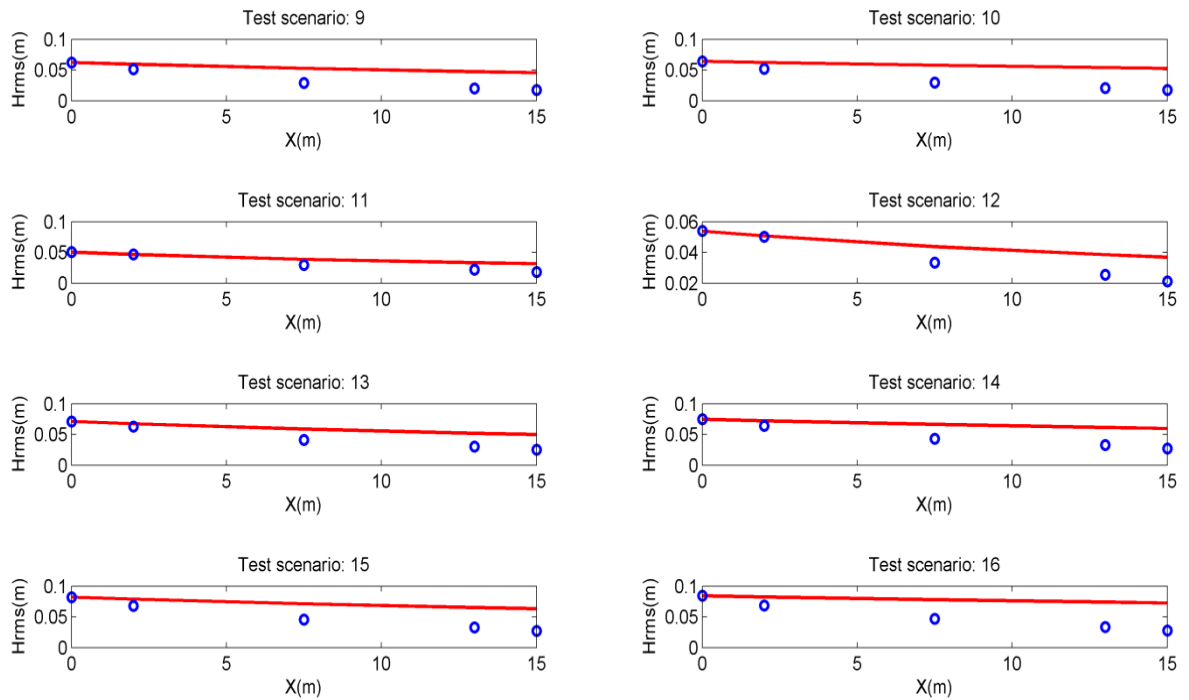 Test scenario: 9
Hrms(m)
0.1
0.05
0
0 5 10 15
X(m)
Test scenario: 10
Hrms(m)
0.1
0.05
0
0 5 10 15
X(m)
Test scenario: 11
Hrms(m)
0.1
0.05
0
0 5 10 15
X(m)
Test scenario: 12
Hrms(m)
0.06
0.04
0.02
0 5 10 15
X(m)
Test scenario: 13
Hrms(m)
0.1
0.05
0
0 5 10 15
X(m)
Test scenario: 14
Hrms(m)
0.1
0.05
0
0 5 10 15
X(m)
Test scenario: 15
Hrms(m)
0.1
0.05
0
0 5 10 15
X(m)
Test scenario: 16
Hrms(m)
0.1
0.05
0
0 5 10 15
X(m)